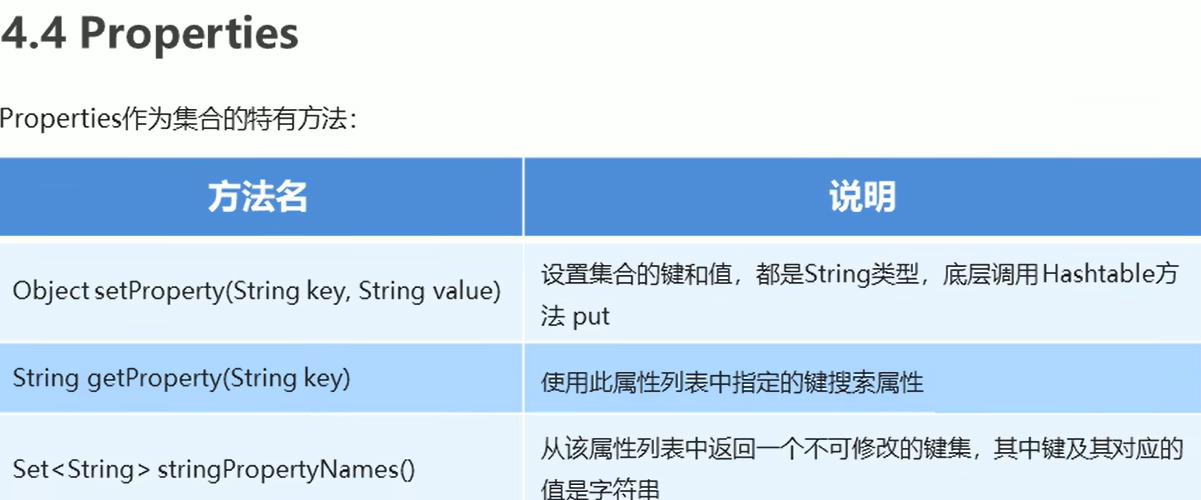 4.4 Properties
Properties作为集合的特有方法：
方法名
说明
Object setProperty(String key, String value)
设置集合的键和值，都是String类型，底层调用Hashtable方
法 put
String getProperty(String key)
使用此属性列表中指定的键搜索属性
Set<String> stringPropertyNames()
从该属性列表中返回一个不可修改的键集，其中键及其对应的
值是字符串